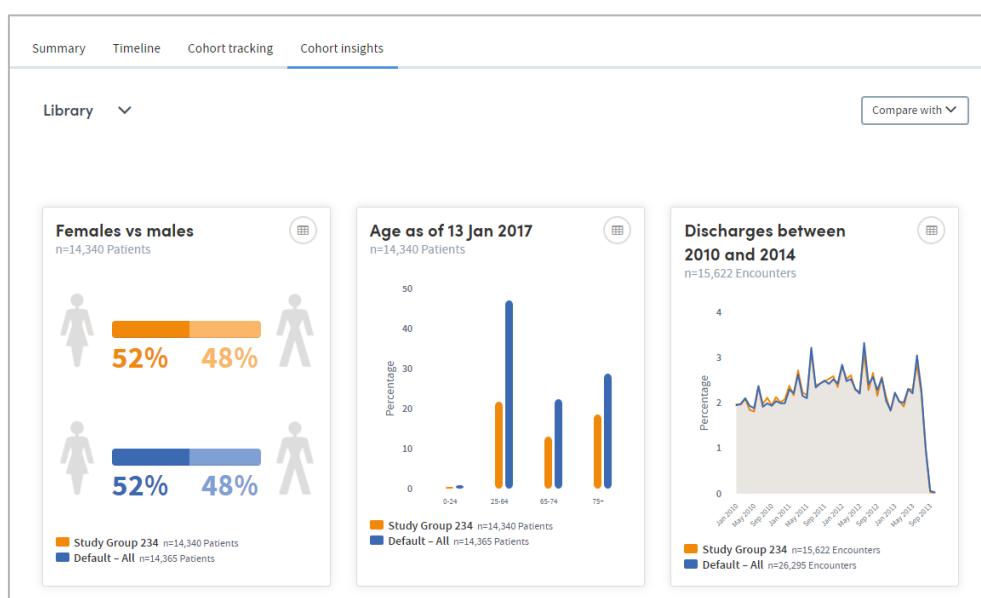 Summary Timeline Cohort tracking Cohort insights
Library
Compare with
Females vs males
n=14,340 Patients
52% 48%
52% 48%
Study Group 234 n=14,340 Patients
Default – All n=14,365 Patients
Age as of 13 Jan 2017
n=14,340 Patients
50
40
30
20
10
0
Percentage
0-24 25-64 65-74 75+
Study Group 234 n=14,340 Patients
Default – All n=14,365 Patients
Discharges between
2010 and 2014
n=15,622 Encounters
4
3
2
1
0
Percentage
Jan 2010 May 2010 Sep 2010 Jan 2011 May 2011 Sep 2011 Jan 2012 May 2012 Sep 2012 Jan 2013 May 2013 Sep 2013
Study Group 234 n=15,622 Encounters
Default – All n=26,295 Encounters